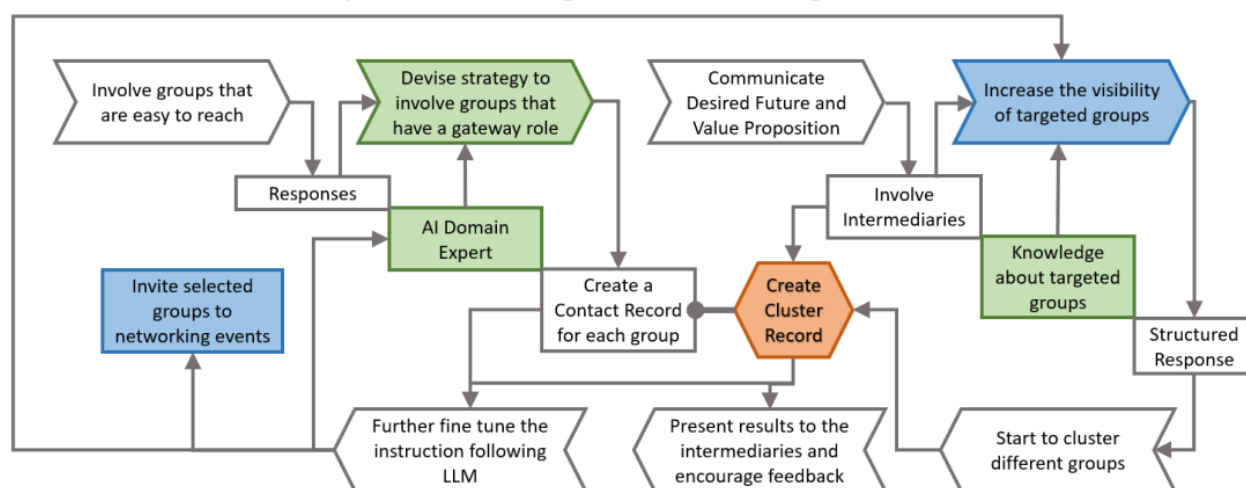 Involve groups that
are easy to reach
Devise strategy to
involve groups that
have a gateway role
Communicate
Desired Future and
Value Proposition
Increase the visibility
of targeted groups
Responses
Involve
Intermediaries
AI Domain
Expert
Knowledge
about targeted
groups
Invite selected
groups to
networking events
Create a
Contact Record
for each group
Create
Cluster
Record
Structured
Response
Further fine tune the
instruction following
LLM
Present results to the
intermediaries and
encourage feedback
Start to cluster
different groups